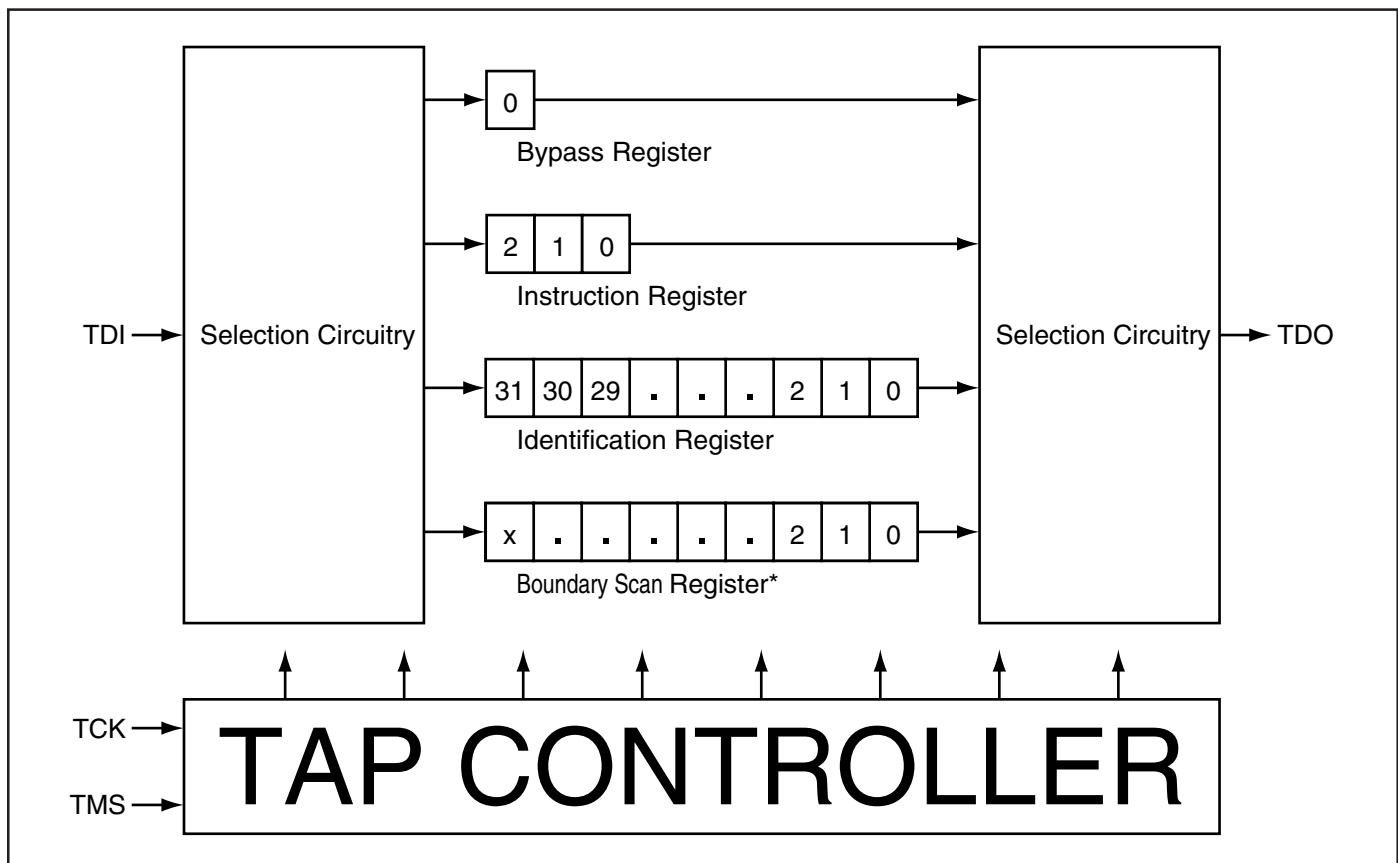 0
Bypass Register
2 1 0
Instruction Register
TDI
Selection Circuitry
Selection Circuitry
TDO
31 30 29 . . . 2 1 0
Identification Register
x . . . . . 2 1 0
Boundary Scan Register*
TCK
TMS
TAP CONTROLLER